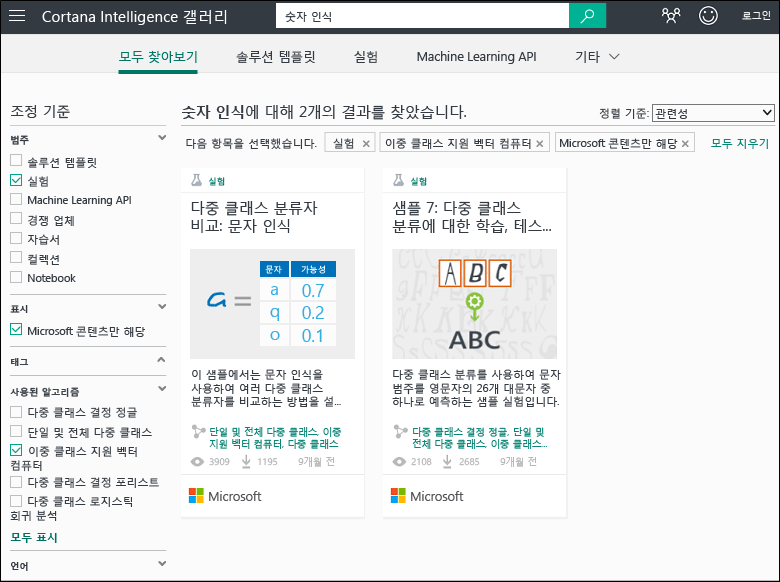 Cortana Intelligence 갤러리
숫자 인식
로그인
모두 찾아보기
솔루션 템플릿
실험
Machine Learning API
기타
조정 기준
범주
솔루션 템플릿
실험
Machine Learning API
경쟁 업체
자습서
컬렉션
Notebook
표시
Microsoft 콘텐츠만 해당
태그
사용된 알고리즘
다중 클래스 결정 정글
단일 및 전체 다중 클래스
이중 클래스 지원 벡터
컴퓨터
다중 클래스 결정 포리스트
다중 클래스 로지스틱
회귀 분석
모두 표시
언어
숫자 인식에 대해 2개의 결과를 찾았습니다.
정렬 기준: 관련성
다음 항목을 선택했습니다. 실험 × 이중 클래스 지원 벡터 컴퓨터 × Microsoft 콘텐츠만 해당 × 모두 지우기
실험
다중 클래스 분류자
비교: 문자 인식
문자 가능성
a = a 0.7
q 0.2
o 0.1
이 샘플에서는 문자 인식을
사용하여 여러 다중 클래스
분류자를 비교하는 방법을 설...
단일 및 전체 다중 클래스, 이중
지원 벡터 컴퓨터, 다중 클래스
3909 1195 9개월 전
Microsoft
실험
샘플 7: 다중 클래스
분류에 대한 학습, 테스...
A B C
ABC
다중 클래스 분류를 사용하여 문자
범주를 영문자의 26개 대문자 중
하나로 예측하는 샘플 실험입니다.
다중 클래스 결정 정글, 단일 및
전체 다중 클래스, 이중 클래스...
2108 2685 9개월 전
Microsoft